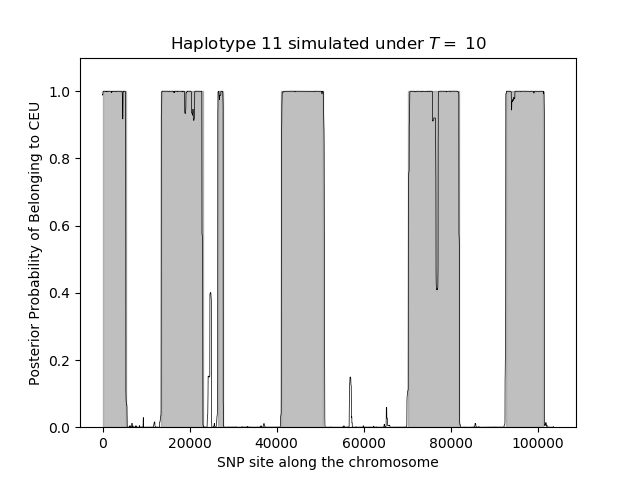 Haplotype 11 simulated under T = 10
Posterior Probability of Belonging to CEU
1.0
0.8
0.6
0.4
0.2
0.0
0 20000 40000 60000 80000 100000
SNP site along the chromosome